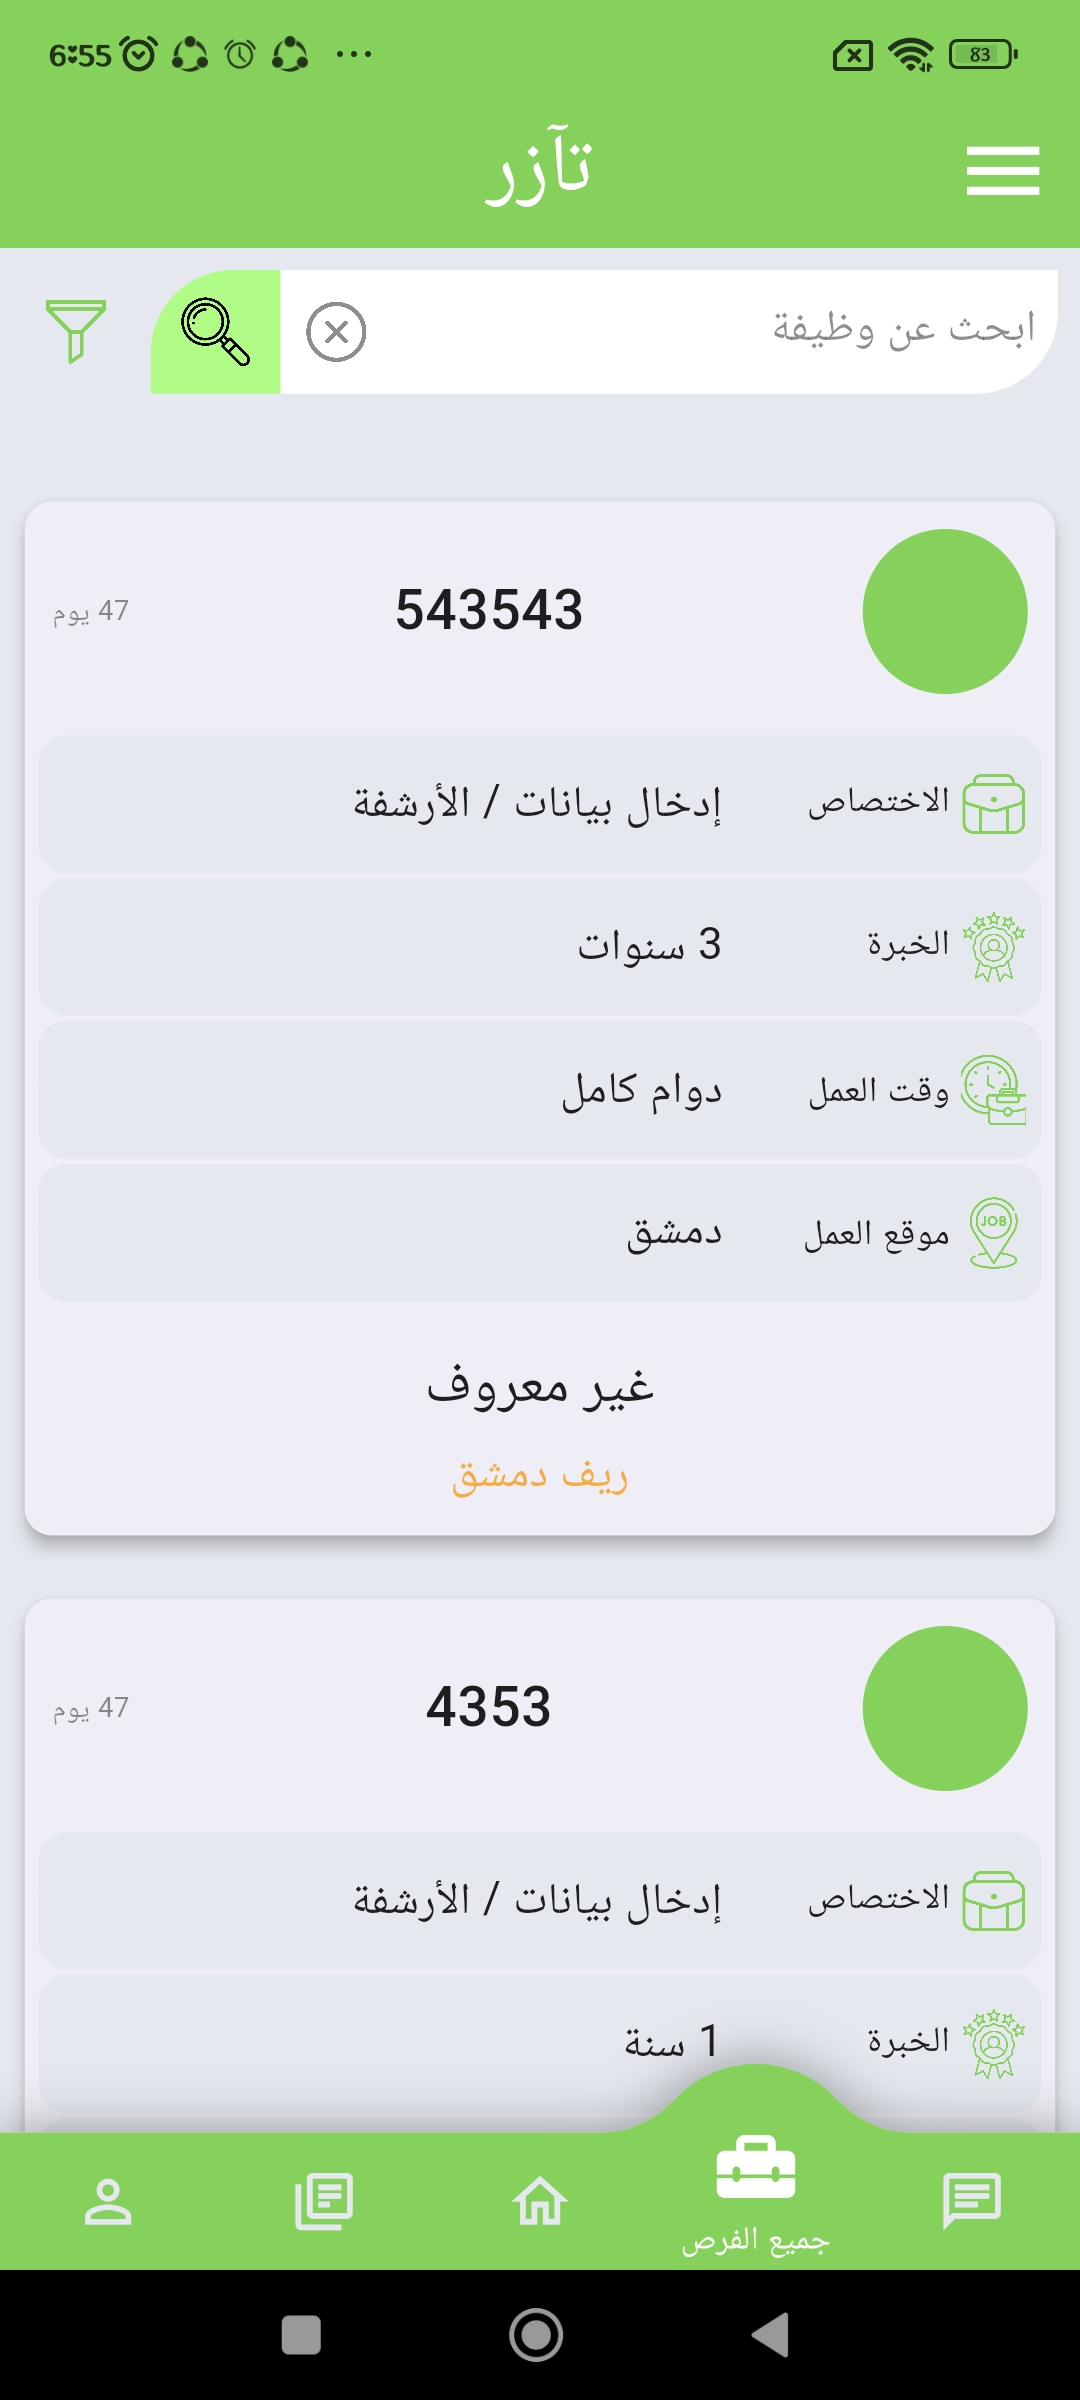 6:55
83
تآزر
ابحث عن وظيفة
543543
47 يوم
الاختصاص إدخال بيانات / الأرشفة
الخبرة 3 سنوات
وقت العمل دوام كامل
JOB
موقع العمل دمشق
غير معروف
ريف دمشق
4353
47 يوم
الاختصاص إدخال بيانات / الأرشفة
الخبرة 1 سنة
جميع الفرص